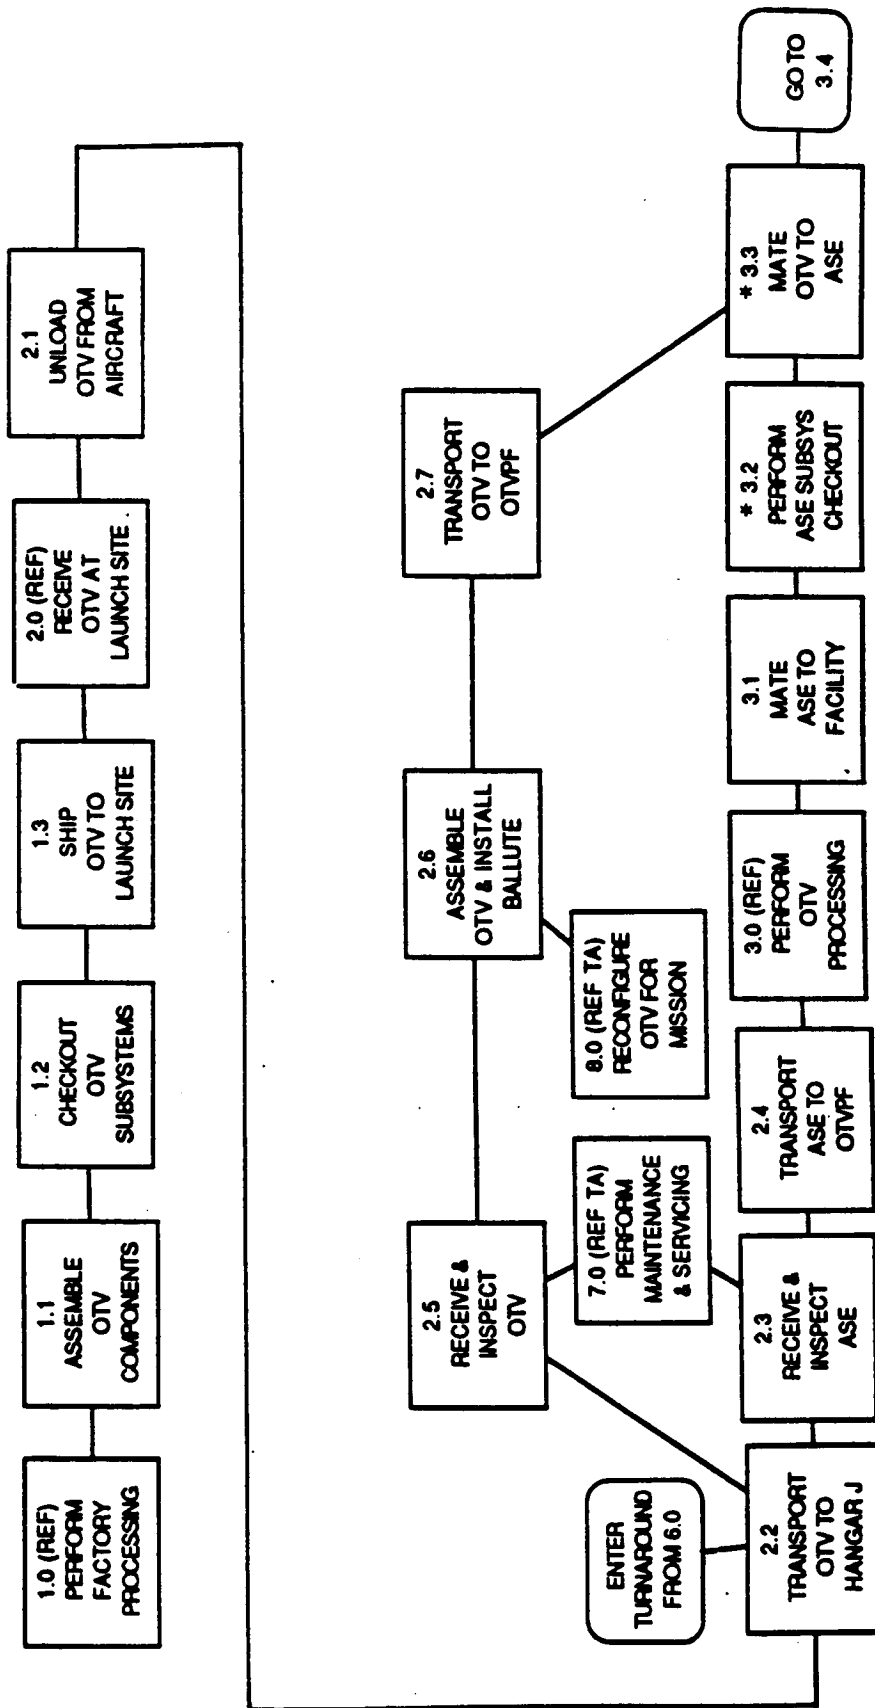 1.0 (REF)
PERFORM
FACTORY
PROCESSING
1.1
ASSEMBLE
OTV
COMPONENTS
1.2
CHECKOUT
OTV
SUBSYSTEMS
1.3
SHIP
OTV TO
LAUNCH SITE
2.0 (REF)
RECEIVE
OTV AT
LAUNCH SITE
2.1
UNLOAD
OTV FROM
AIRCRAFT
2.5
RECEIVE &
INSPECT
OTV
2.6
ASSEMBLE
OTV & INSTALL
BALLUTE
2.7
TRANSPORT
OTV TO
OTVPF
ENTER
TURNAROUND
FROM 6.0
7.0 (REF TA)
PERFORM
MAINTENANCE
& SERVICING
8.0 (REF TA)
RECONFIGURE
OTV FOR
MISSION
2.2
TRANSPORT
OTV TO
HANGAR J
2.3
RECEIVE &
INSPECT
ASE
2.4
TRANSPORT
ASE TO
OTVPF
3.0 (REF)
PERFORM
OTV
PROCESSING
3.1
MATE
ASE TO
FACILITY
* 3.2
PERFORM
ASE SUBSYS
CHECKOUT
* 3.3
MATE
OTV TO
ASE
GO TO
3.4